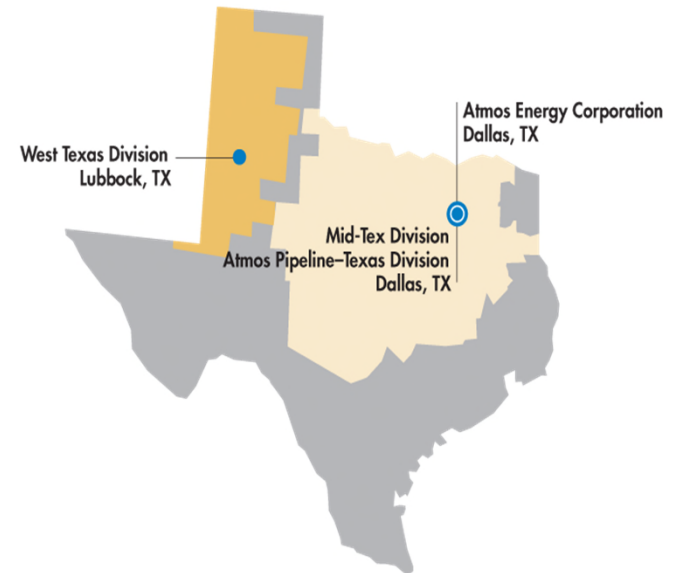 Atmos Energy Corporation
Dallas, TX
West Texas Division
Lubbock, TX
Mid-Tex Division
Atmos Pipeline–Texas Division
Dallas, TX